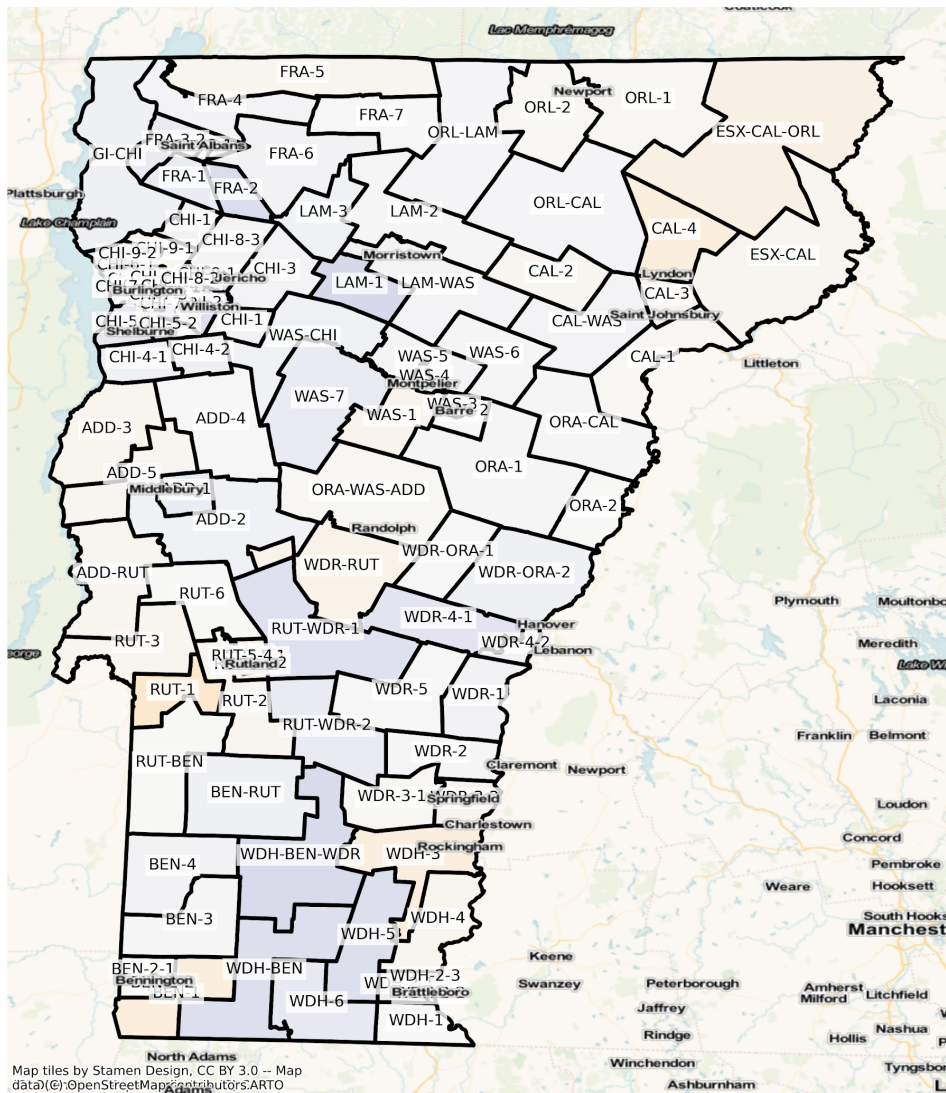 Coaticook
Lac Memphrémagog
FRA-5
Newport
FRA-4
ORL-1
ORL-2
FRA-7
ORL-LAM
ESX-CAL-ORL
Saint Albans
GI-CHI
FRA-6
FRA-1
FRA-2
Plattsburgh
ORL-CAL
LAM-3
LAM-2
CHI-1
Lake Champlain
CAL-4
CHI-8-3
CHI-9-2
Morristown
ESX-CAL
CHI-3
CAL-2
Lyndon
Jericho
LAM-1
LAM-WAS
Burlington
CAL-3
Williston
Saint Johnsbury
CHI-5-2
CHI-1
CAL-WAS
Shelburne
WAS-CHI
CHI-4-1
CHI-4-2
WAS-5
WAS-6
CAL-1
Littleton
WAS-4
Montpelier
WAS-7
WAS-3
Barre
WAS-1
ADD-4
ORA-CAL
ADD-3
ORA-1
ADD-5
Middlebury
ORA-WAS-ADD
ORA-2
ADD-2
Randolph
WDR-ORA-1
WDR-RUT
ADD-RUT
WDR-ORA-2
RUT-6
Plymouth
WDR-4-1
Hanover
RUT-WDR-1
RUT-3
WDR-4-2
Meredith
Lebanon
RUT-5-4
Rutland
RUT-1
WDR-5
WDR-1
RUT-2
Laconia
RUT-WDR-2
Franklin
Belmont
WDR-2
RUT-BEN
Claremont
Newport
BEN-RUT
WDR-3-1
Springfield
Loudon
Charlestown
Concord
Rockingham
WDH-BEN-WDR
WDH-3
BEN-4
Pembroke
Weare
Hooksett
BEN-3
WDH-4
WDH-5
Keene
BEN-2-1
WDH-BEN
WDH-2-3
Bennington
Swanzey
Peterborough
Amherst
BEN-1
Brattleboro
Litchfield
Milford
WDH-6
Jaffrey
WDH-1
Nashua
Rindge
Hollis
North Adams
Winchendon
Map tiles by Stamen Design, CC BY 3.0 -- Map
Ashburnham
Adams